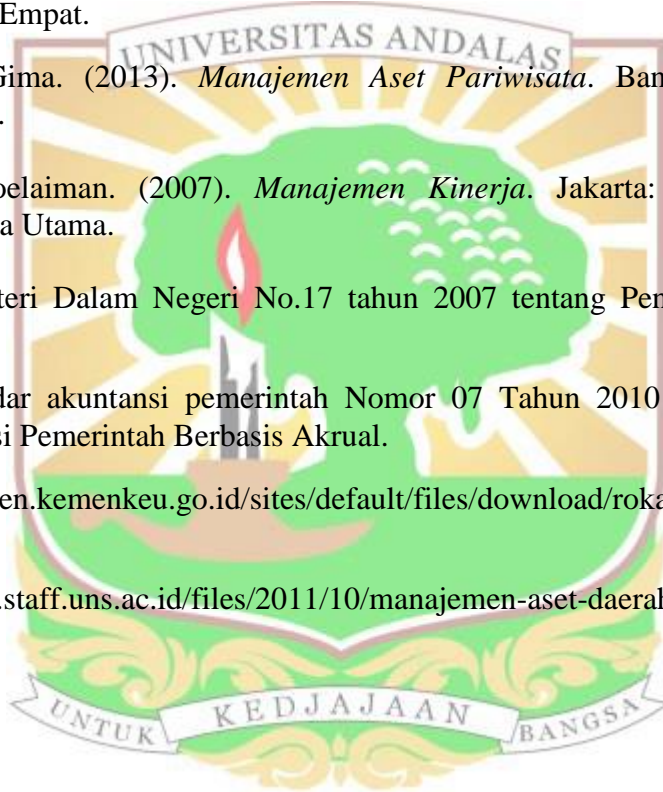 Empat.
UNIVERSITAS ANDALAS
Gima. (2013). Manajemen Aset Pariwisata. Ban
.
oelaiman. (2007). Manajemen Kinerja. Jakarta:
a Utama.
teri Dalam Negeri No.17 tahun 2007 tentang Pen
dar akuntansi pemerintah Nomor 07 Tahun 2010
si Pemerintah Berbasis Akrual.
en.kemenkeu.go.id/sites/default/files/download/roka
.staff.uns.ac.id/files/2011/10/manajemen-aset-daerah
UNTUK KEDJAJAAN BANGSA